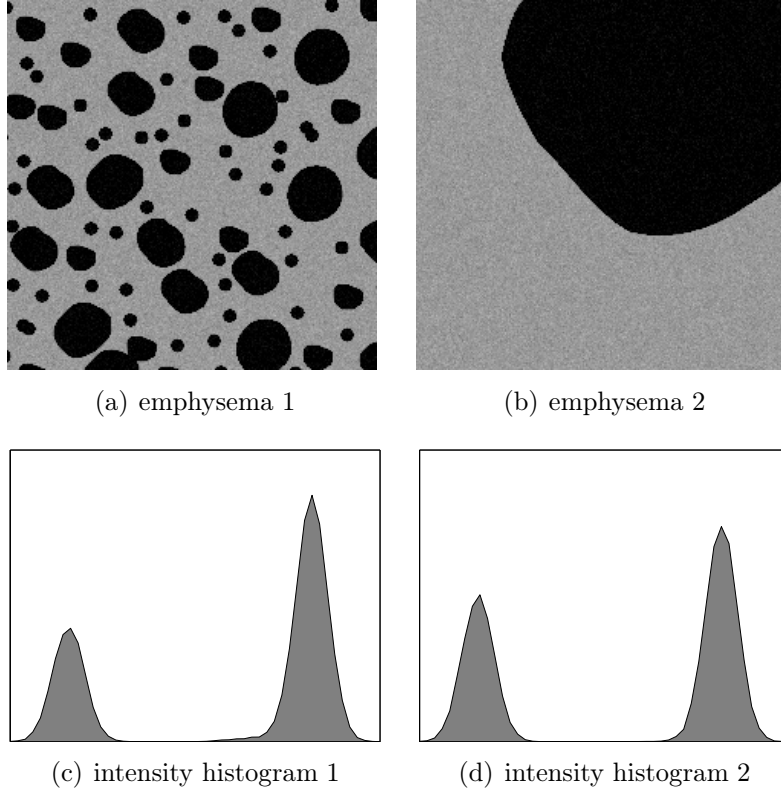 (a) emphysema 1
(b) emphysema 2
(c) intensity histogram 1
(d) intensity histogram 2